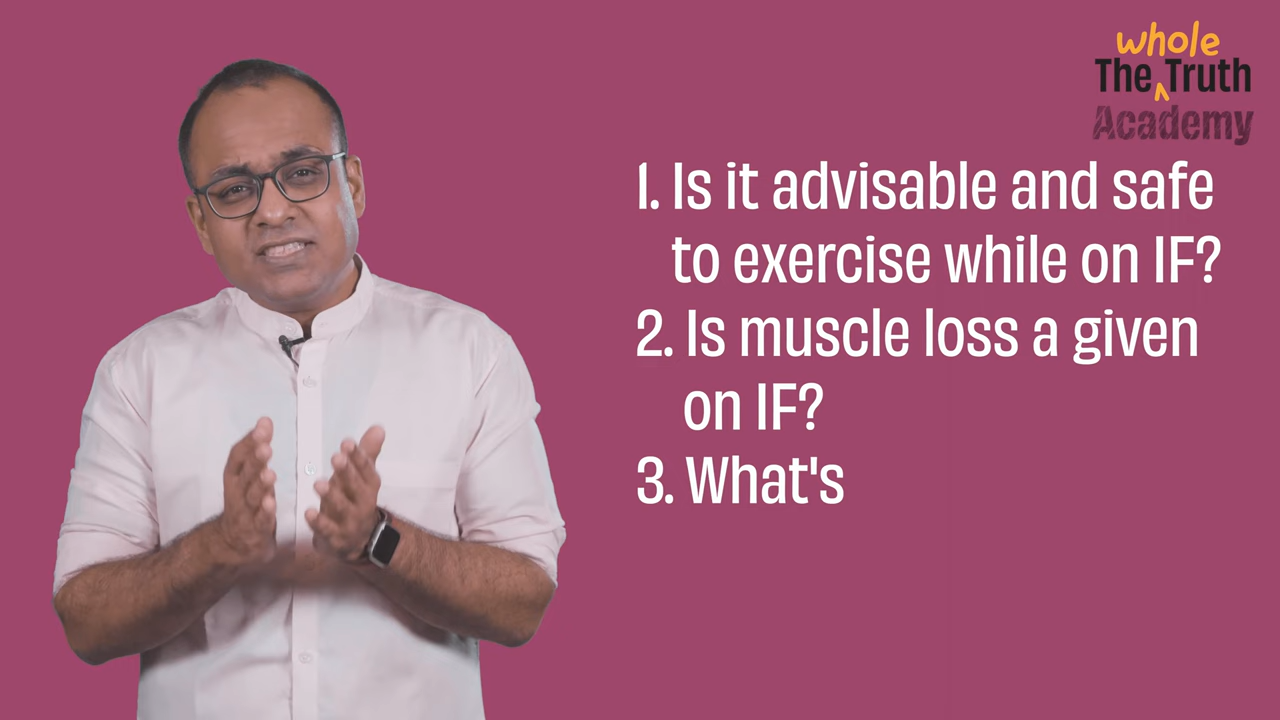 whole
The Truth
Academy
1. Is it advisable and safe
to exercise while on IF?
2. Is muscle loss a given
on IF?
3. What's